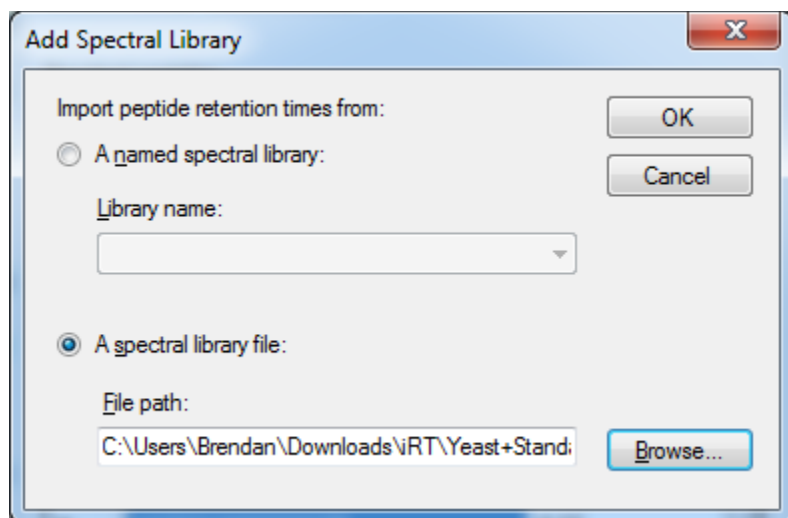 Add Spectral Library
Import peptide retention times from:
OK
A named spectral library:
Cancel
Library name:
A spectral library file:
File path:
C:\Users\Brendan\Downloads\iRT\Yeast+Standa
Browse...